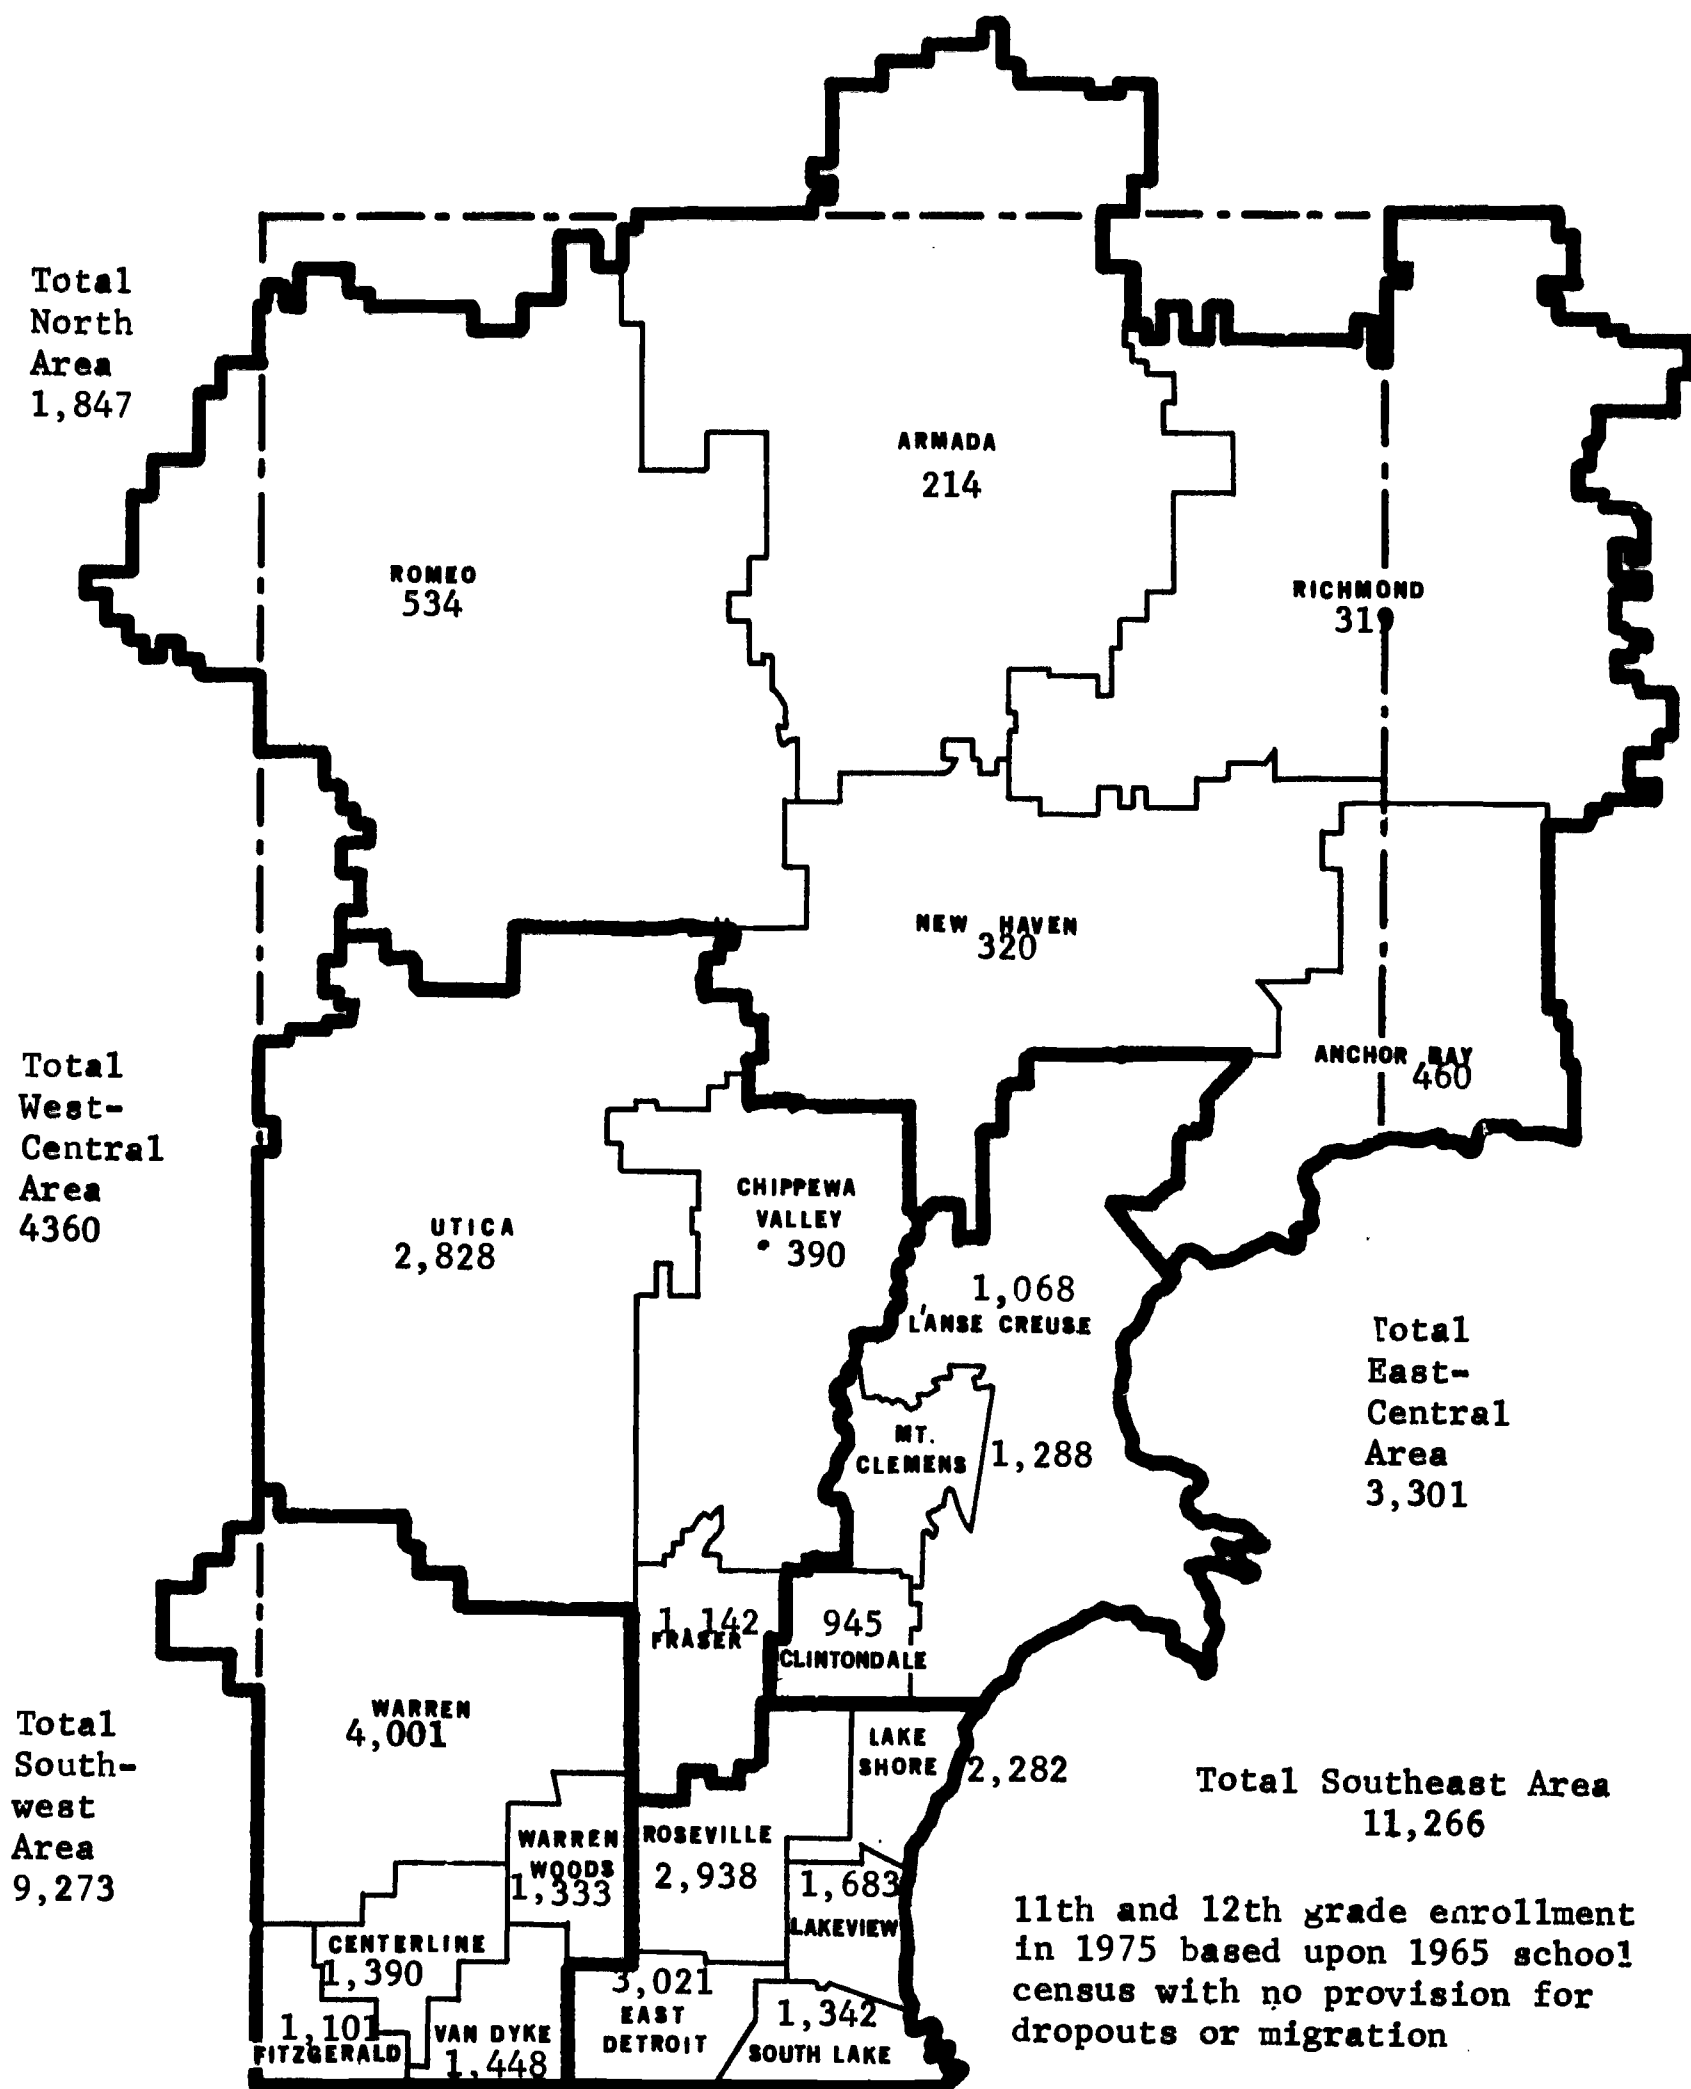 Total
North
Area
1,847
ARMADA
214
ROMEO
534
RICHMOND
319
NEW HAVEN
320
ANCHOR BAY
460
Total
West-
Central
Area
4360
UTICA
2,828
CHIPPEWA
VALLEY
390
1,068
L'ANSE CREUSE
Total
East-
Central
Area
3,301
MT.
CLEMENS
1,288
1,142
FRASER
945
CLINTONDALE
Total
South-
west
Area
9,273
WARREN
4,001
LAKE
SHORE
2,282
Total Southeast Area
11,266
WARREN
WOODS
1,333
ROSEVILLE
2,938
1,683
LAKEVIEW
CENTERLINE
1,390
3,021
EAST
DETROIT
1,342
SOUTH LAKE
1,101
FITZGERALD
VAN DYKE
1,448
11th and 12th grade enrollment
in 1975 based upon 1965 school
census with no provision for
dropouts or migration